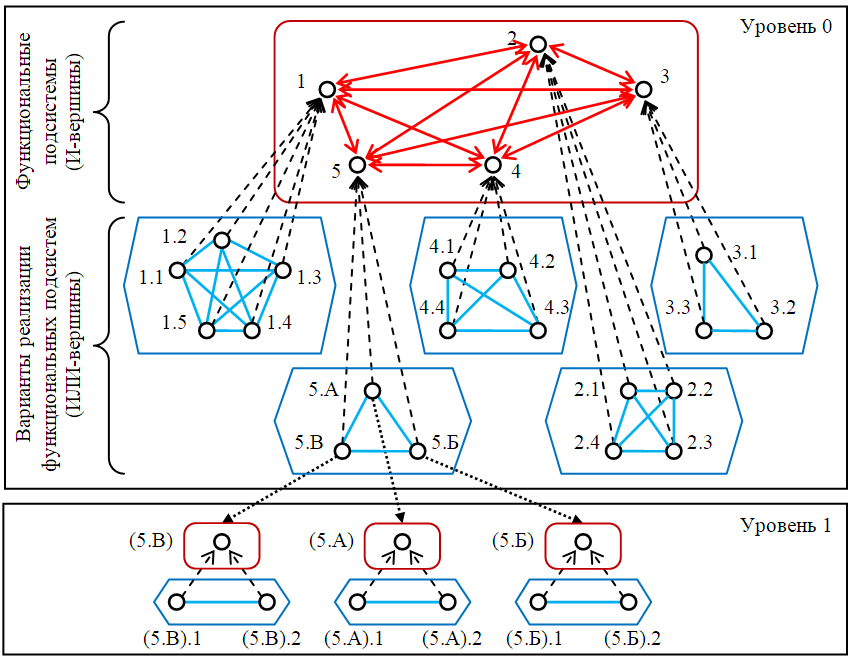 Уровень 0
Функциональные
подсистемы
(И-вершины)
2
1
3
5
4
Варианты реализации
функциональных подсистем
(ИЛИ-вершины)
1.2
1.1
1.3
1.5
1.4
4.1
4.2
4.4
4.3
3.1
3.3
3.2
5.А
5.В
5.Б
2.1
2.2
2.4
2.3
Уровень 1
(5.В)
(5.А)
(5.Б)
(5.В).1
(5.В).2
(5.А).1
(5.А).2
(5.Б).1
(5.Б).2